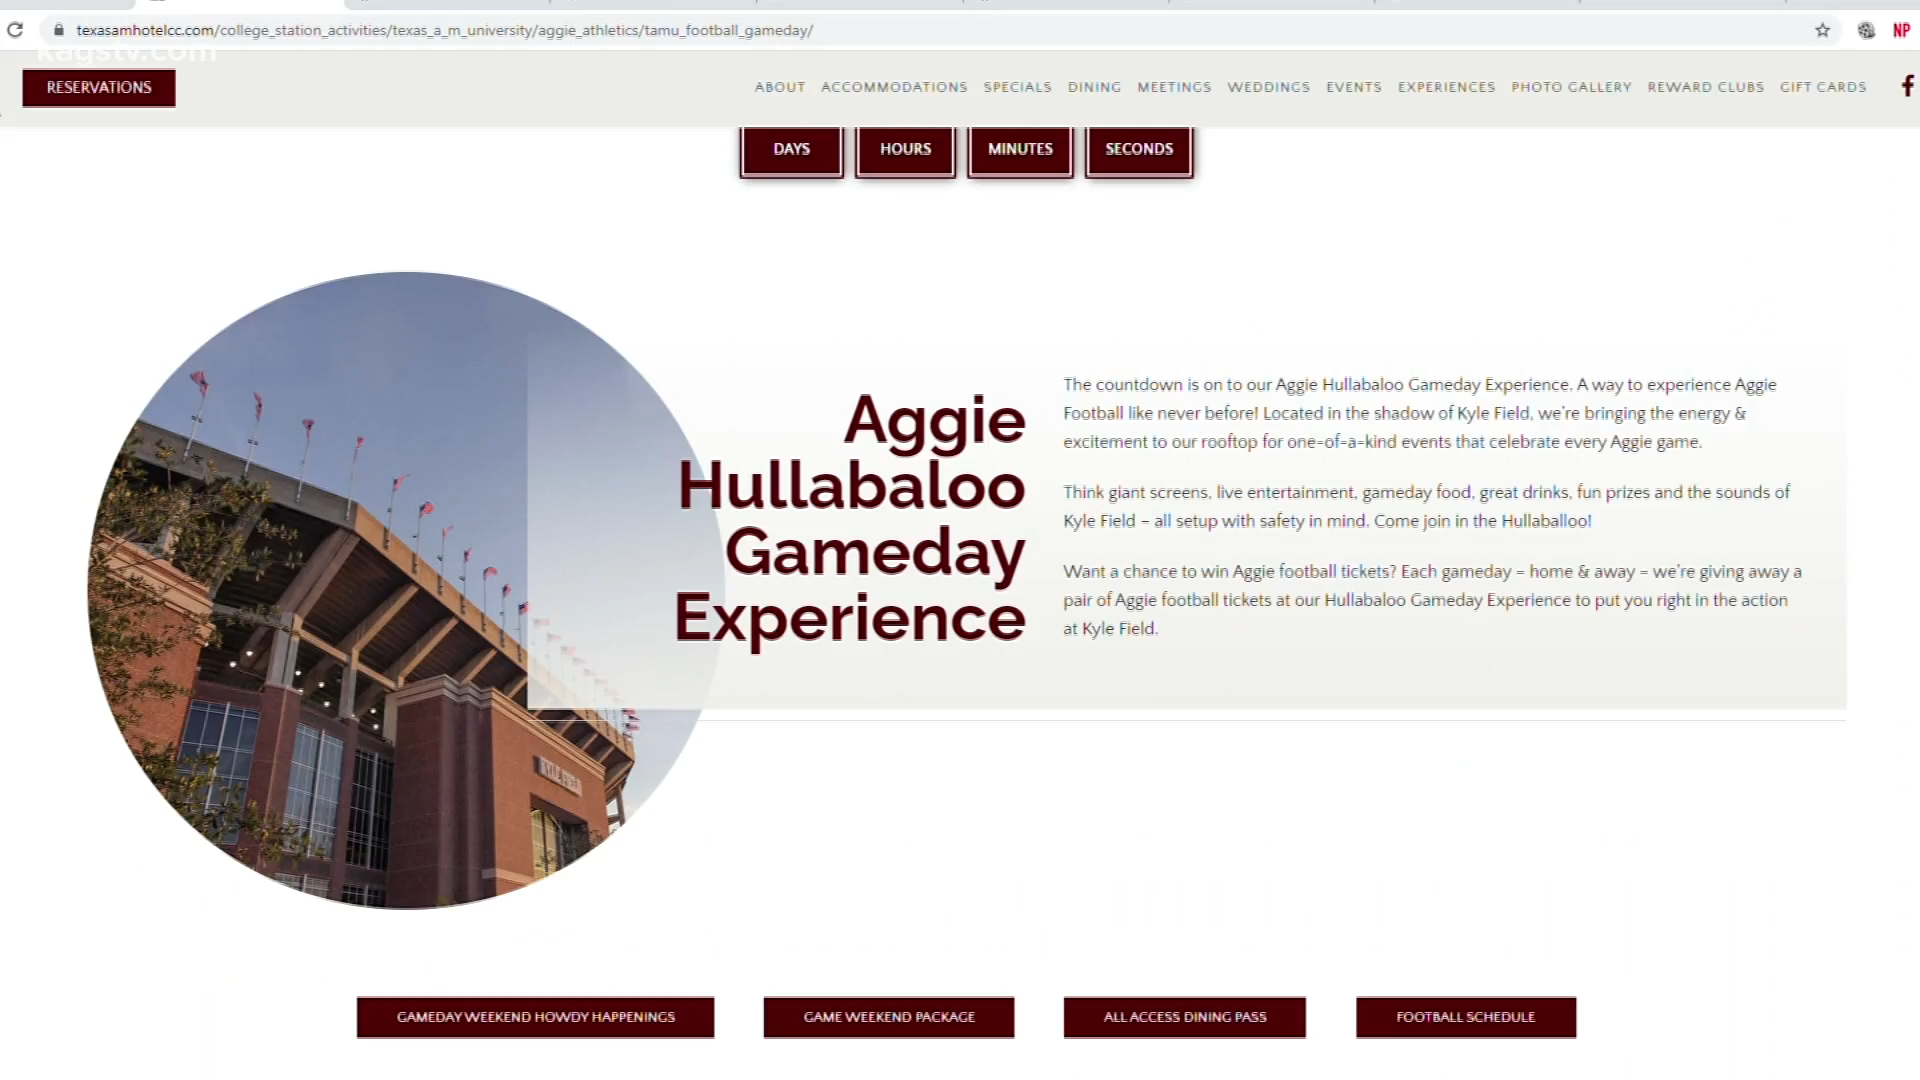 texasamhotelcc.com/college_station_activities/texas_a_m_university/aggie_athletics/tamu_football_gameday/
NP
kagstv.com
RESERVATIONS
ABOUT ACCOMMODATIONS SPECIALS DINING MEETINGS WEDDINGS EVENTS EXPERIENCES PHOTO GALLERY REWARD CLUBS GIFT CARDS
DAYS HOURS MINUTES SECONDS
Aggie
Hullabaloo
Gameday
Experience
The countdown is on to our Aggie Hullabaloo Gameday Experience. A way to experience Aggie
Football like never before! Located in the shadow of Kyle Field, we're bringing the energy &
excitement to our rooftop for one-of-a-kind events that celebrate every Aggie game.
Think giant screens, live entertainment, gameday food, great drinks, fun prizes and the sounds of
Kyle Field – all setup with safety in mind. Come join in the Hullaballoo!
Want a chance to win Aggie football tickets? Each gameday – home & away – we're giving away a
pair of Aggie football tickets at our Hullabaloo Gameday Experience to put you right in the action
at Kyle Field.
GAMEDAY WEEKEND HOWDY HAPPENINGS
GAME WEEKEND PACKAGE
ALL ACCESS DINING PASS
FOOTBALL SCHEDULE